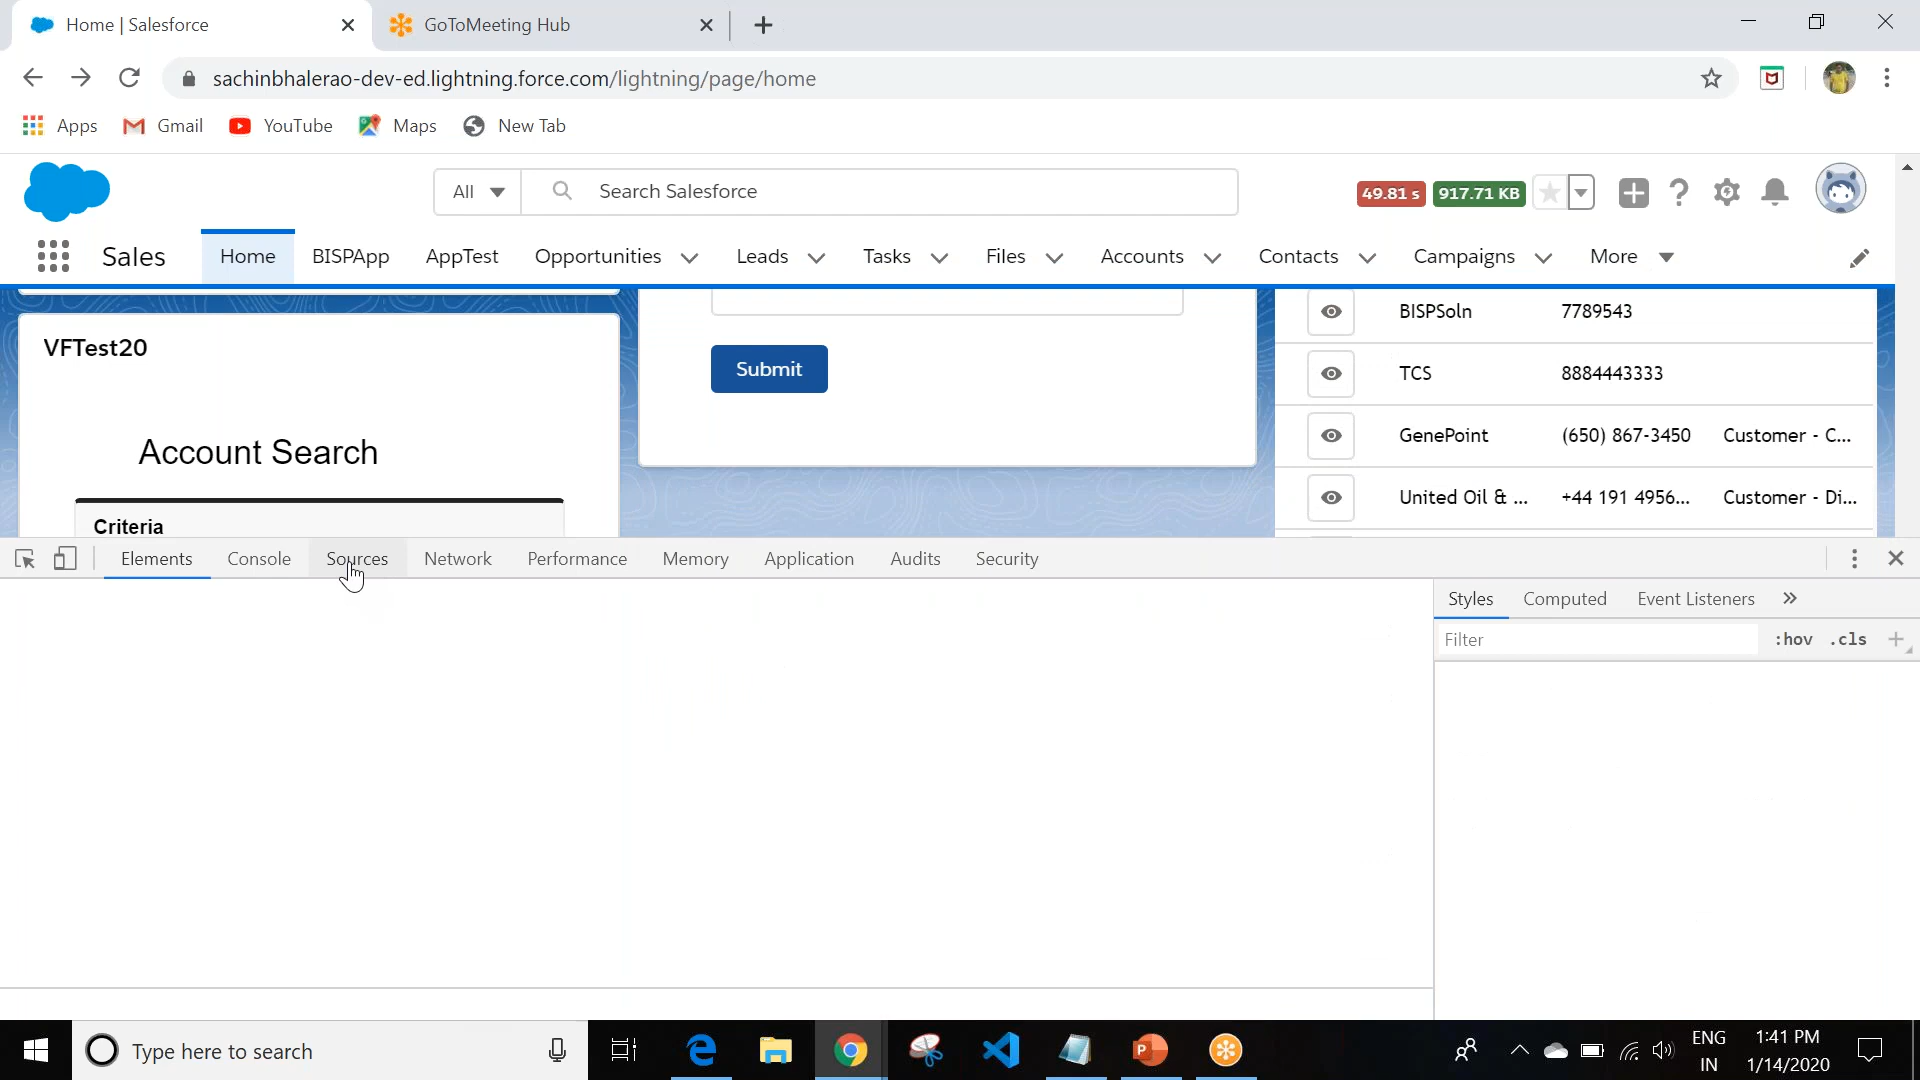 Home | Salesforce
GoToMeeting Hub
sachinbhalerao-dev-ed.lightning.force.com/lightning/page/home
Apps
Gmail
YouTube
Maps
New Tab
All
Search Salesforce
49.81 s
917.71 KB
Sales
Home
BISPApp
AppTest
Opportunities
Leads
Tasks
Files
Accounts
Contacts
Campaigns
More
VFTest20
Account Search
Criteria
Submit
BISPSoln 7789543
TCS 8884443333
GenePoint (650) 867-3450 Customer - C...
United Oil & ... +44 191 4956... Customer - Di...
Elements
Console
Sources
Network
Performance
Memory
Application
Audits
Security
Styles
Computed
Event Listeners
Filter
:hov
.cls
Type here to search
ENG
IN
1:41 PM
1/14/2020